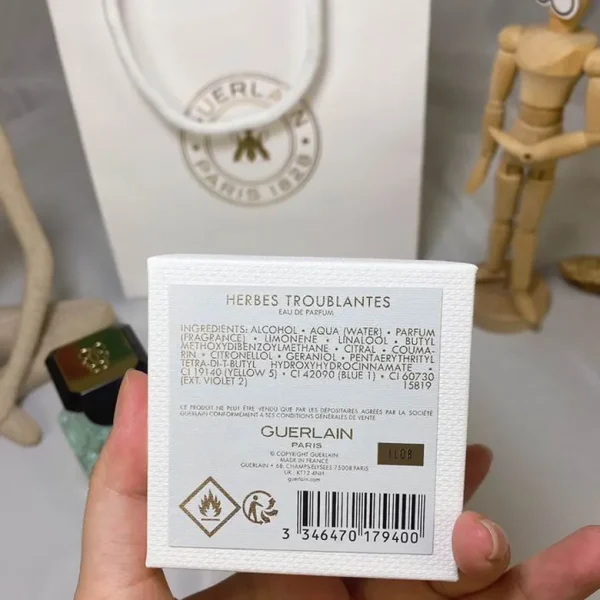 GUERLAIN
PARIS 1828
HERBES TROUBLANTES
EAU DE PARFUM
INGREDIENTS: ALCOHOL • AQUA (WATER) • PARFUM
(FRAGRANCE) • LIMONENE • LINALOOL • BUTYL
METHOXYDIBENZOYLMETHANE • CITRAL • COUMA-
RIN • CITRONELLOL • GERANIOL • PENTAERYTHRITYL
TETRA-DI-T-BUTYL HYDROXYHYDROCINNAMATE •
CI 19140 (YELLOW 5) • CI 42090 (BLUE 1) • CI 60730
(EXT. VIOLET 2) 15819
CE PRODUIT NE PEUT ÊTRE VENDU QUE PAR LES DÉPOSITAIRES AGRÉÉS PAR LA SOCIÉTÉ
GUERLAIN CONFORMÉMENT À SES CONDITIONS GÉNÉRALES DE VENTE.
GUERLAIN
PARIS
© COPYRIGHT GUERLAIN
MADE IN FRANCE
GUERLAIN • 68, CHAMPS-ÉLYSÉES 75008 PARIS
UK : KT12 4NH
guerlain.com
3 346470 179400